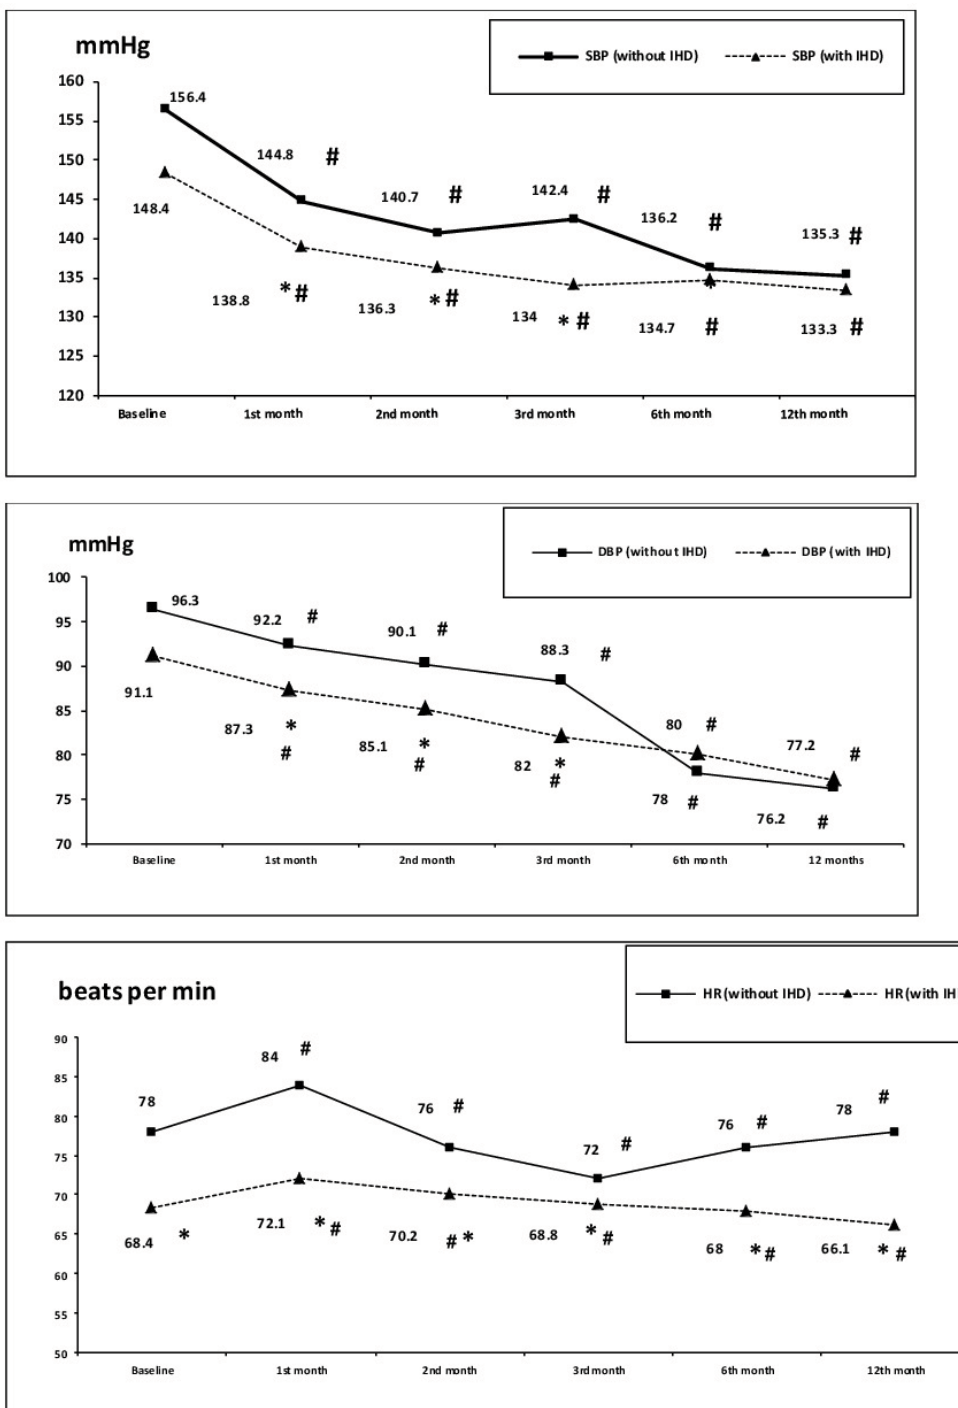 mmHg
SBP (without IHD) SBP (with IHD)
160
155
150
145
140
135
130
125
120
156.4
144.8 #
140.7 #
142.4 #
136.2 #
135.3 #
148.4
138.8 * #
136.3 * #
134 * #
*
134.7 #
133.3 #
Baseline 1st month 2nd month 3rd month 6th month 12th month
mmHg
DBP (without IHD) DBP (with IHD)
100
95
90
85
80
75
70
96.3
92.2 #
90.1 #
88.3 #
80 #
77.2 #
91.1
87.3 * #
85.1 * #
82 * #
78 #
76.2 #
Baseline 1st month 2nd month 3rd month 6th month 12 months
beats per min
HR (without IHD) HR (with IH
90
85
80
75
70
65
60
55
50
78
84 #
76 #
72 #
76 #
78 #
68.4 *
72.1 * #
70.2 # *
68.8 * #
68 * #
66.1 * #
Baseline 1st month 2nd month 3rd month 6th month 12th month